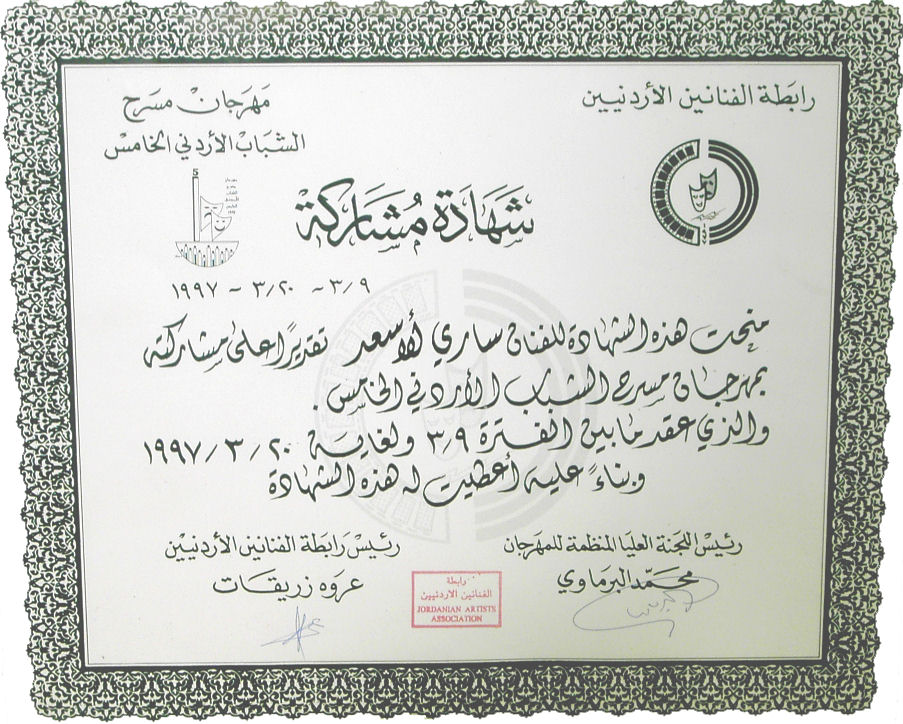 رابطة الفنانين الأردنيين
مهرجان مسرح
الشباب الأردني الخامس
5
شهادة مشاركة
٣/٩ - ٣/٢٠ - ١٩٩٧
منحت هذه الشهادة للفنان ساري الأسعد تقديرًا على مشاركته
بمهرجان مسرح الشباب الأردني الخامس.
والذي عقد ما بين الفترة ٣/٩ ولغاية ١٩٩٧/٣/٢٠
وبناءً عليه أعطيت له هذه الشهادة
رئيس اللجنة العليا المنظمة للمهرجان
محمد البرماوي
رئيس رابطة الفنانين الأردنيين
عروه زريقات
رابطة
الفنانين الاردنيين
JORDANIAN ARTISTS
ASSOCIATION